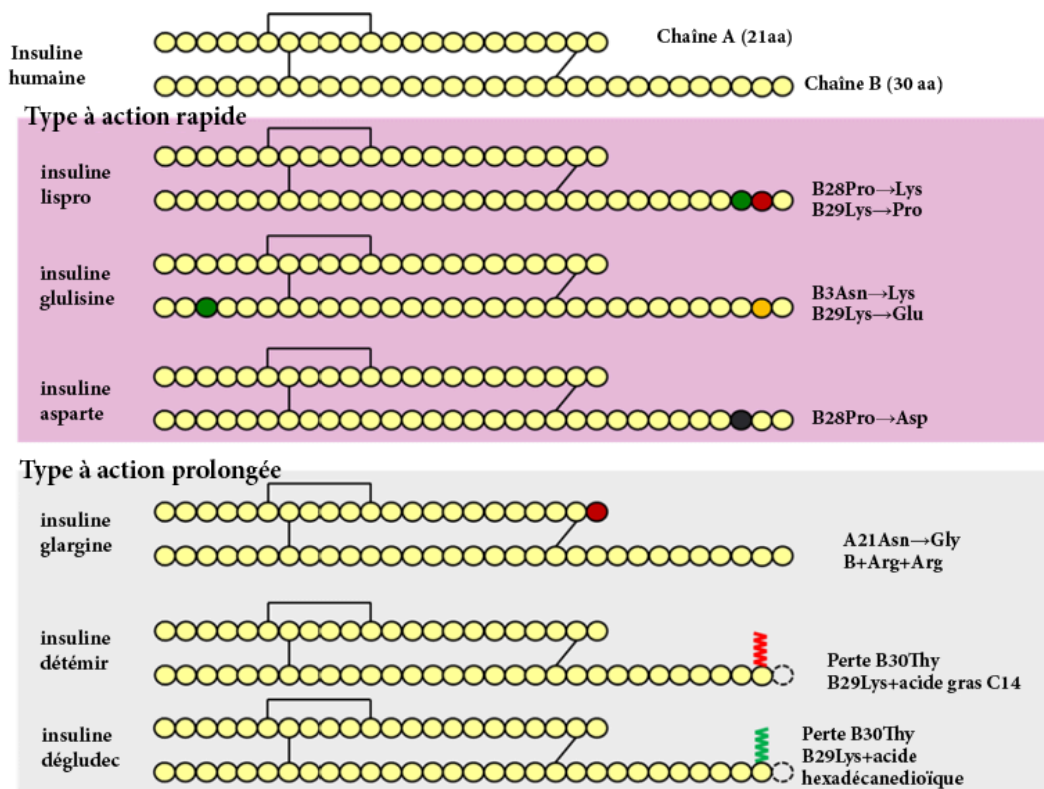 Insuline
humaine
Chaîne A (21aa)
Chaîne B (30 aa)
Type à action rapide
insuline
lispro
B28Pro→Lys
B29Lys→Pro
insuline
glulisine
B3Asn→Lys
B29Lys→Glu
insuline
asparte
B28Pro→Asp
Type à action prolongée
insuline
glargine
A21Asn→Gly
B+Arg+Arg
insuline
détémir
Perte B30Thy
B29Lys+acide gras C14
insuline
dégludec
Perte B30Thy
B29Lys+acide
hexadécanedioïque